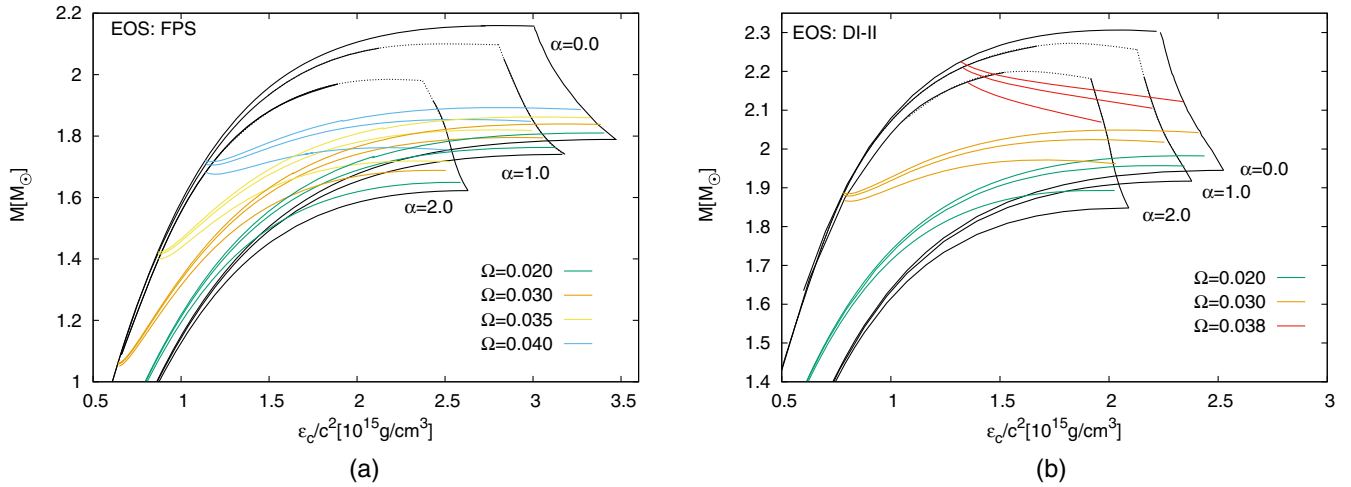 EOS: FPS
α=0.0
α=1.0
α=2.0
Ω=0.020
Ω=0.030
Ω=0.035
Ω=0.040
M[M☉]
2.2
2
1.8
1.6
1.4
1.2
1
0.5 1 1.5 2 2.5 3 3.5
εc/c²[10¹⁵g/cm³]
(a)
EOS: DI-II
α=0.0
α=1.0
α=2.0
Ω=0.020
Ω=0.030
Ω=0.038
M[M☉]
2.3
2.2
2.1
2
1.9
1.8
1.7
1.6
1.5
1.4
0.5 1 1.5 2 2.5 3
εc/c²[10¹⁵g/cm³]
(b)